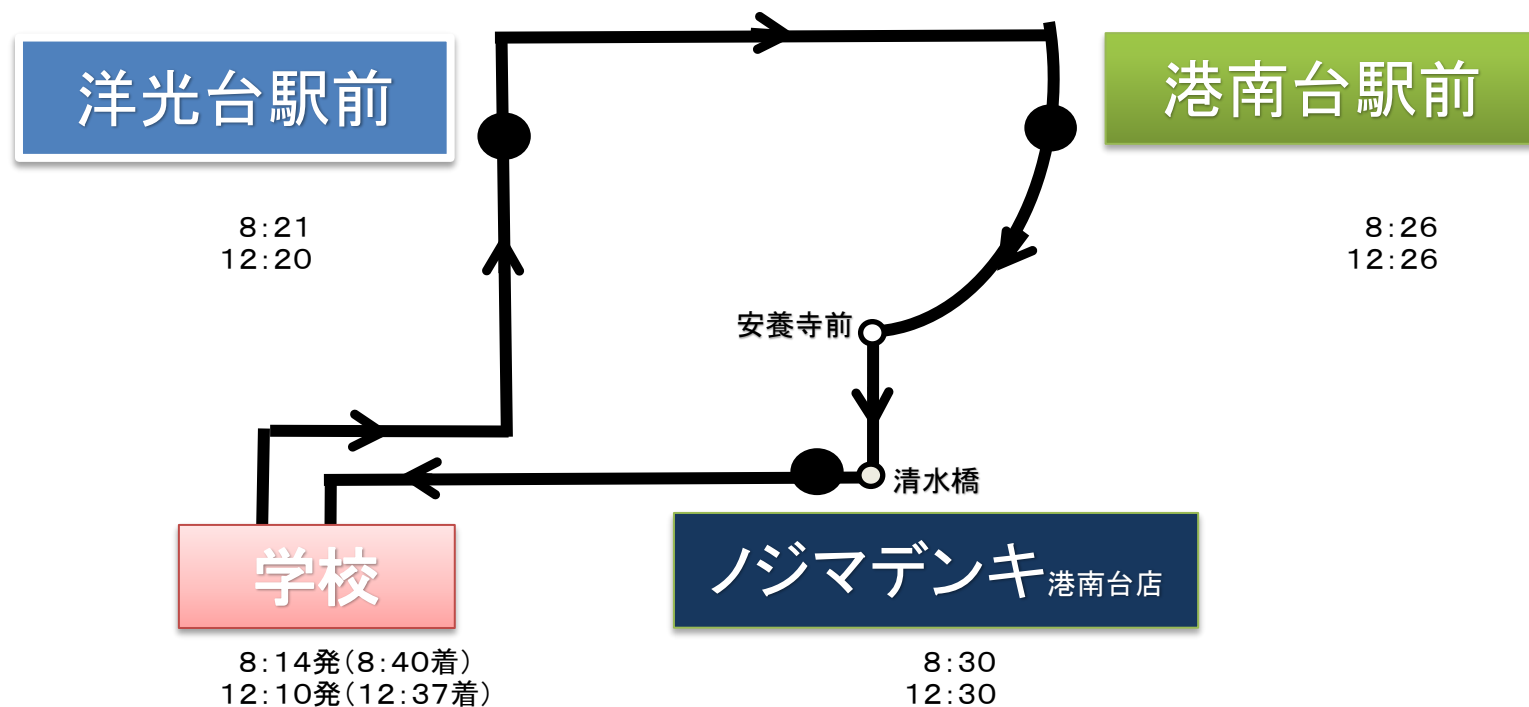 洋光台駅前
港南台駅前
８：２１
１２：２０
８：２６
１２：２６
安養寺前
清水橋
学校
ノジマデンキ港南台店
８：１４発（８：４０着）
１２：１０発（１２：３７着）
８：３０
１２：３０